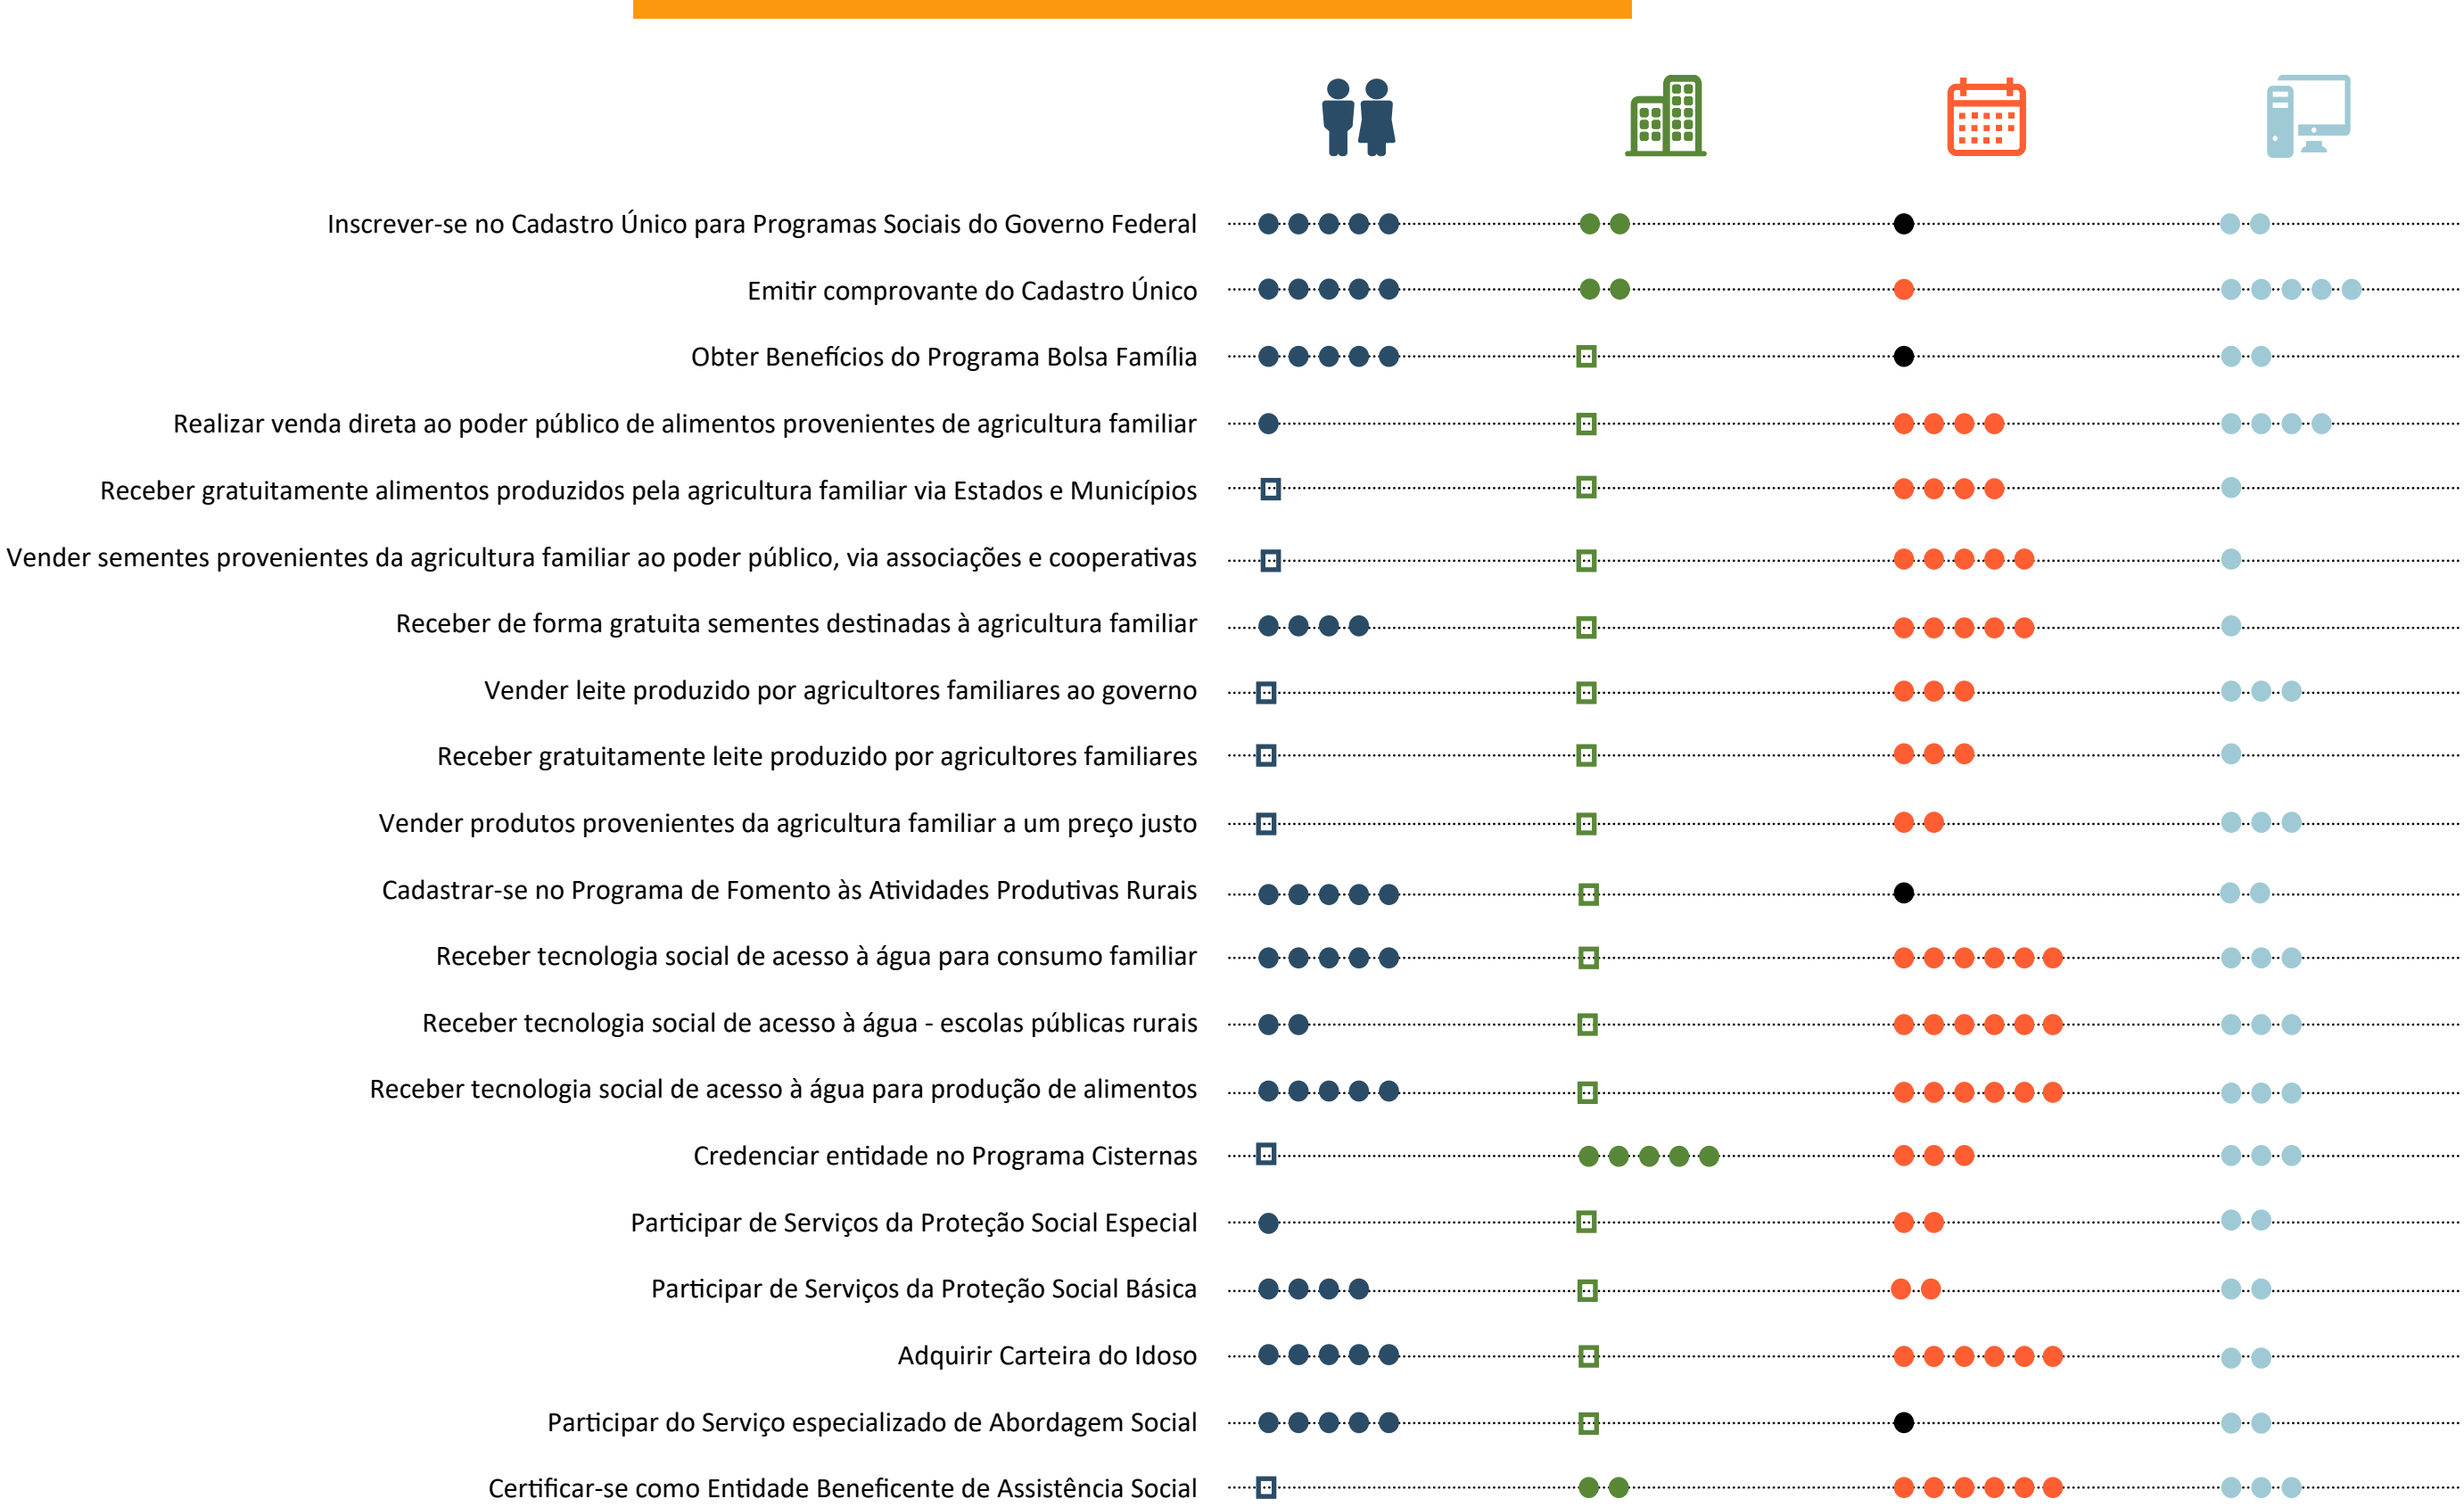 Inscrever-se no Cadastro Único para Programas Sociais do Governo Federal
Emitir comprovante do Cadastro Único
Obter Benefícios do Programa Bolsa Família
Realizar venda direta ao poder público de alimentos provenientes de agricultura familiar
Receber gratuitamente alimentos produzidos pela agricultura familiar via Estados e Municípios
Vender sementes provenientes da agricultura familiar ao poder público, via associações e cooperativas
Receber de forma gratuita sementes destinadas à agricultura familiar
Vender leite produzido por agricultores familiares ao governo
Receber gratuitamente leite produzido por agricultores familiares
Vender produtos provenientes da agricultura familiar a um preço justo
Cadastrar-se no Programa de Fomento às Atividades Produtivas Rurais
Receber tecnologia social de acesso à água para consumo familiar
Receber tecnologia social de acesso à água - escolas públicas rurais
Receber tecnologia social de acesso à água para produção de alimentos
Credenciar entidade no Programa Cisternas
Participar de Serviços da Proteção Social Especial
Participar de Serviços da Proteção Social Básica
Adquirir Carteira do Idoso
Participar do Serviço especializado de Abordagem Social
Certificar-se como Entidade Beneficente de Assistência Social